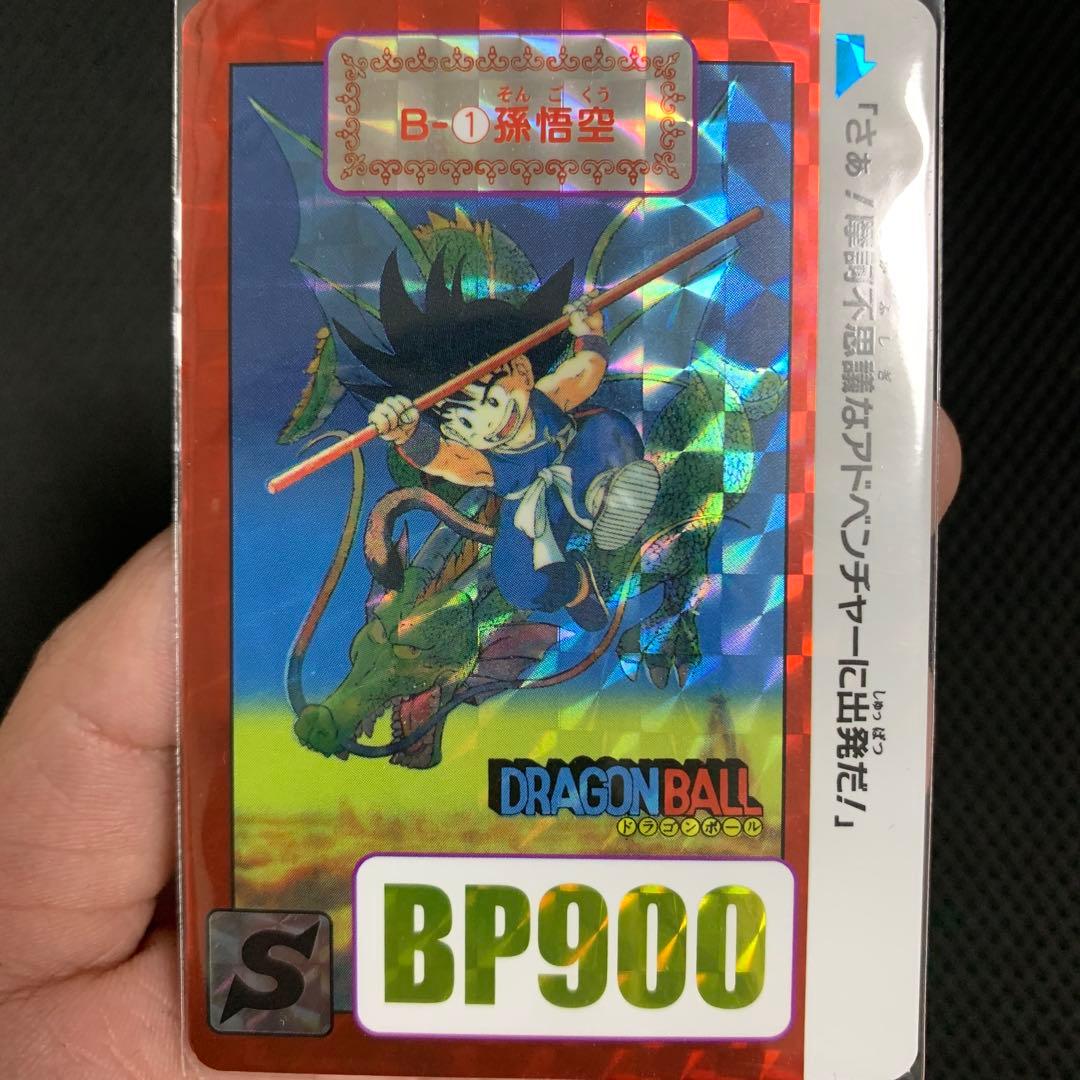 そん ご くう
B-①孫悟空
「さぁ！摩訶不思議なアドベンチャーに出発だ！」
ふしぎ
しゅっぱつ
DRAGON BALL
ドラゴンボール
S
BP900